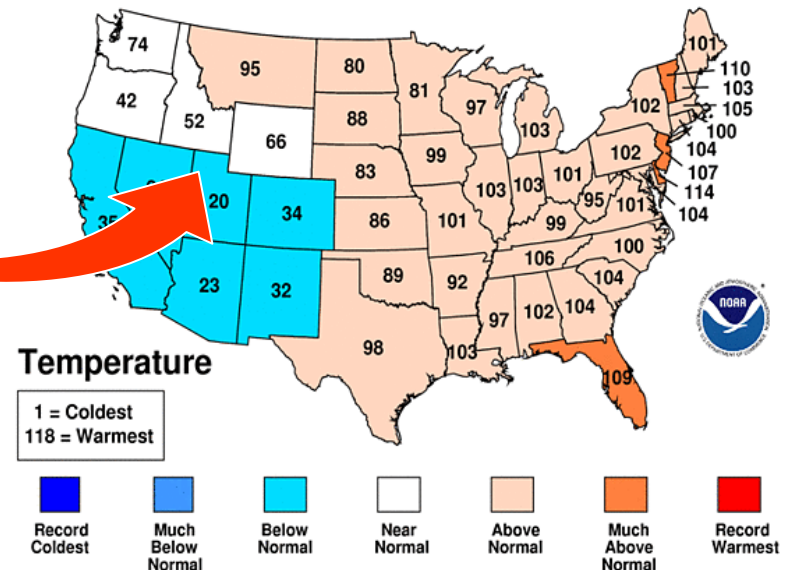 74
42
52
66
95
80
88
83
86
89
98
81
99
101
92
103
97
103
103
103
101
99
106
97
102
104
109
104
100
101
95
102
102
101
110
103
105
100
104
107
114
104
35
20
34
23
32
NOAA
Temperature
1 = Coldest
118 = Warmest
Record
Coldest
Much
Below
Normal
Below
Normal
Near
Normal
Above
Normal
Much
Above
Normal
Record
Warmest